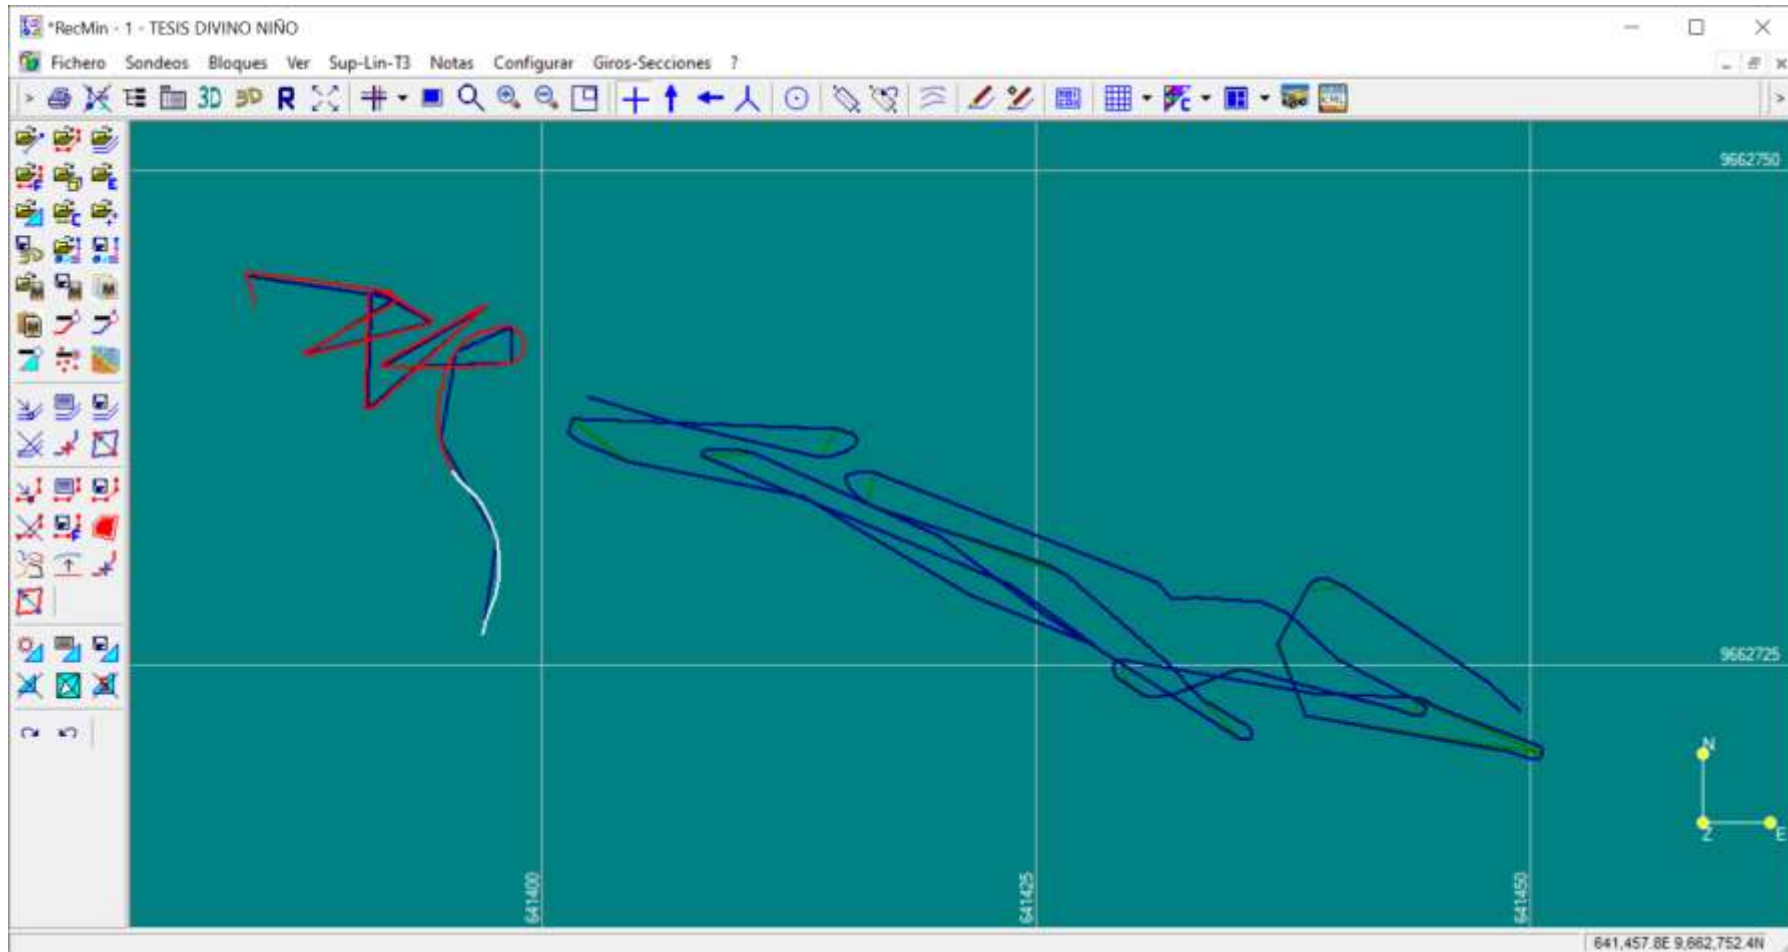 *RecMin - 1 - TESIS DIVINO NIÑO
Fichero Sondeos Bloques Ver Sup-Lin-T3 Notas Configurar Giros-Secciones ?
3D 3D R C
9662750
9662725
641400
641425
641450
N
Z E
641,457.8E 9,662,752.4N